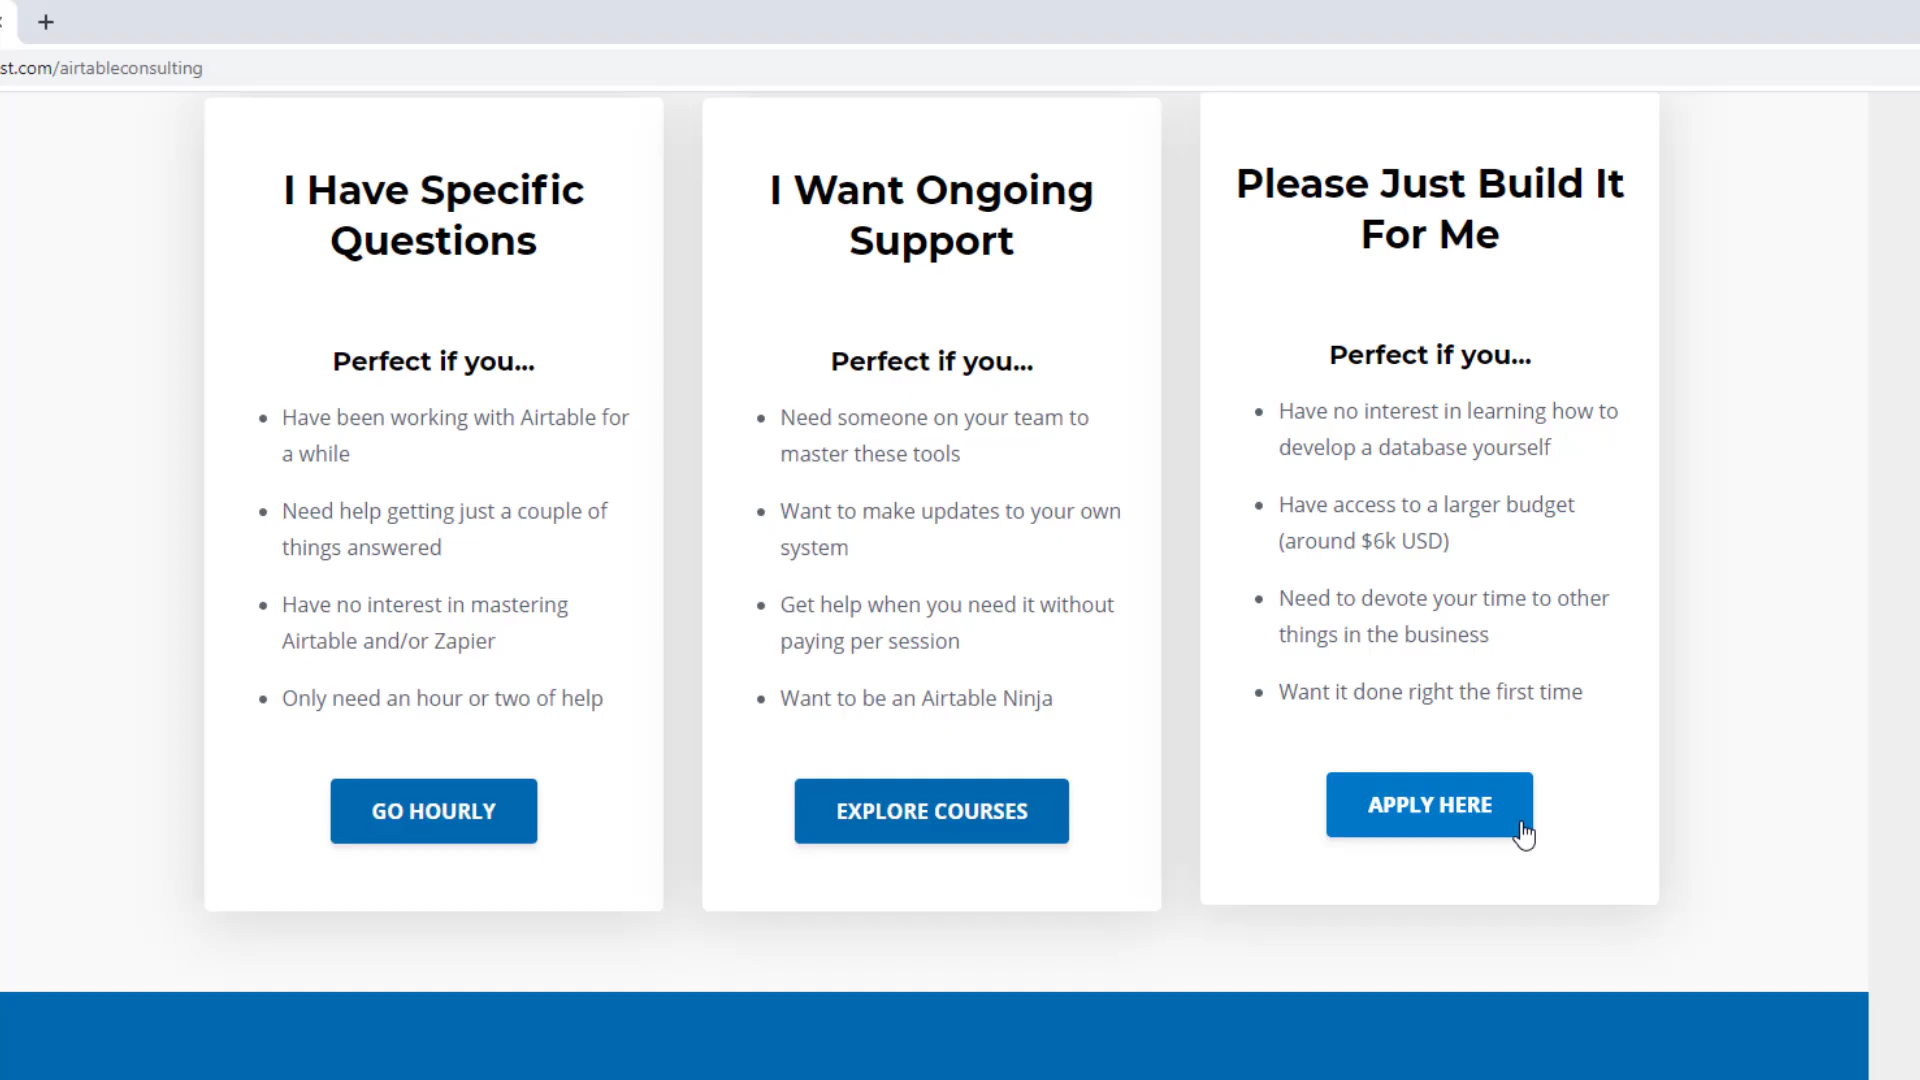 st.com/airtableconsulting
I Have Specific
Questions
Perfect if you...
Have been working with Airtable for
a while
Need help getting just a couple of
things answered
Have no interest in mastering
Airtable and/or Zapier
Only need an hour or two of help
GO HOURLY
I Want Ongoing
Support
Perfect if you...
Need someone on your team to
master these tools
Want to make updates to your own
system
Get help when you need it without
paying per session
Want to be an Airtable Ninja
EXPLORE COURSES
Please Just Build It
For Me
Perfect if you...
Have no interest in learning how to
develop a database yourself
Have access to a larger budget
(around $6k USD)
Need to devote your time to other
things in the business
Want it done right the first time
APPLY HERE